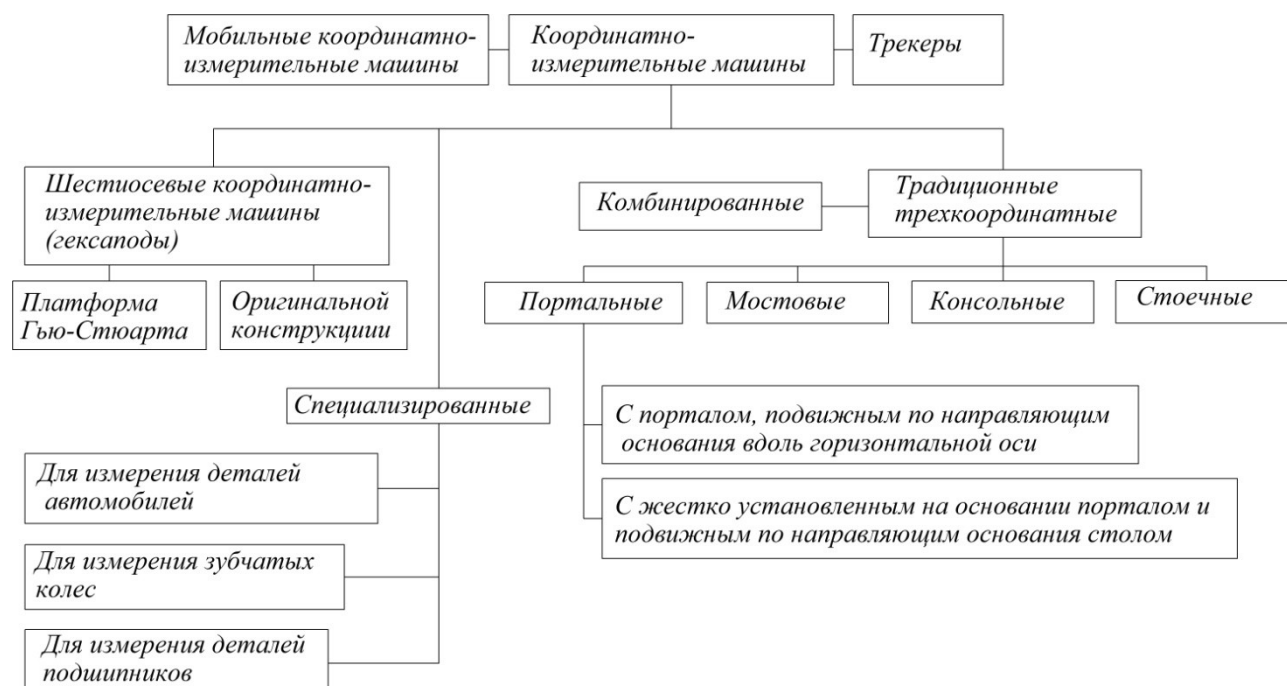 Мобильные координатно-
измерительные машины
Координатно-
измерительные машины
Трекеры
Шестиосевые координатно-
измерительные машины
(гексаподы)
Комбинированные
Традиционные
трехкоординатные
Платформа
Гью-Стюарта
Оригинальной
конструкциии
Портальные
Мостовые
Консольные
Стоечные
Специализированные
С порталом, подвижным по направляющим
основания вдоль горизонтальной оси
Для измерения деталей
автомобилей
С жестко установленным на основании порталом и
подвижным по направляющим основания столом
Для измерения зубчатых
колес
Для измерения деталей
подшипников